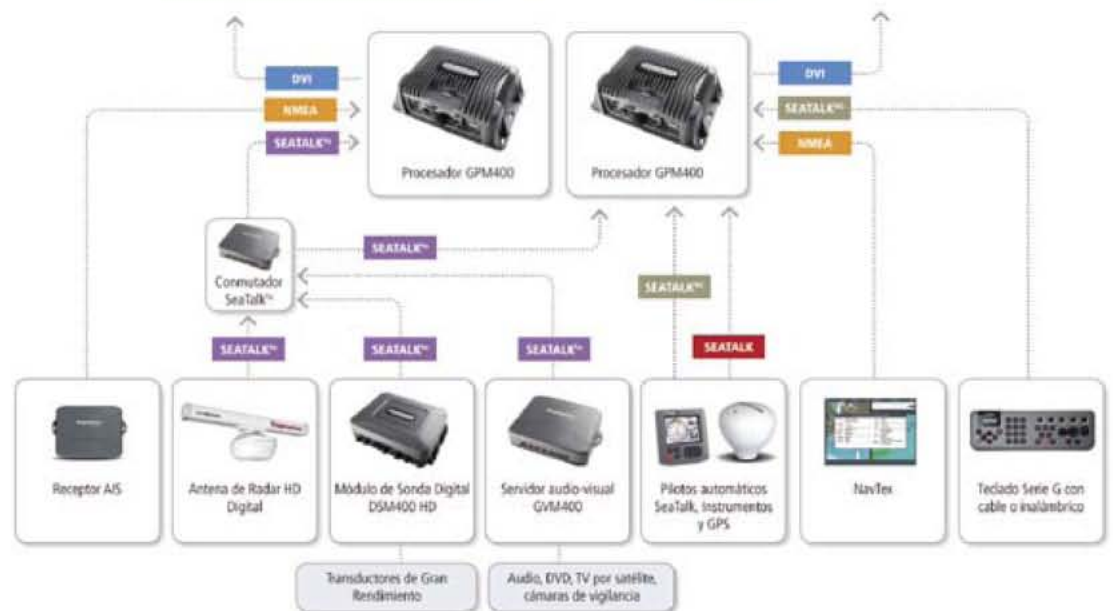 DVI
NMEA
SEATALK
Procesador GPM400
Procesador GPM400
DVI
SEATALK
NMEA
Conmutador
SeaTalk
SEATALK
SEATALK
SEATALK
SEATALK
SEATALK
SEATALK
Receptor AIS
Antena de Radar HD
Digital
Módulo de Sonda Digital
DSM400 HD
Servidor audio-visual
GVM400
Pilotos automáticos
SeaTalk, Instrumentos
y GPS
NavTex
Teclado Serie G con
cable o inalámbrico
Transductores de Gran
Rendimiento
Audio, DVD, TV por satélite,
cámaras de vigilancia